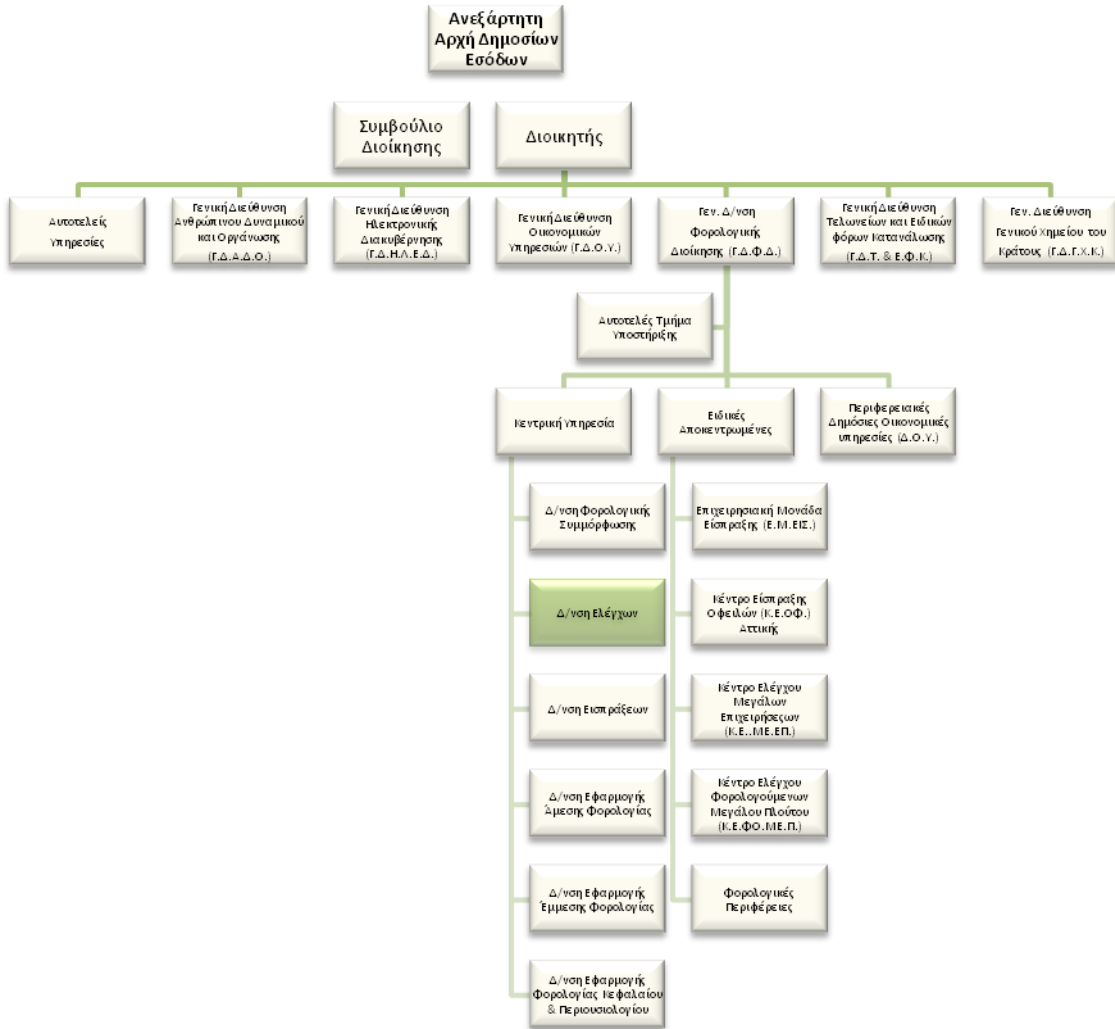 Ανεξάρτητη
Αρχή Δημοσίων
Εσόδων
Συμβούλιο
Διοίκησης
Διοικητής
Αυτοτελείς
Υπηρεσίες
Γενική Διεύθυνση
Ανθρώπινου Δυναμικού
και Οργάνωσης
(Γ.Δ.Α.Δ.Ο.)
Γενική Διεύθυνση
Ηλεκτρονικής
Διακυβέρνησης
(Γ.Δ.Η.Λ.Ε.Δ.)
Γενική Διεύθυνση
Οικονομικών
Υπηρεσιών (Γ.Δ.Ο.Υ.)
Γεν. Δ/νση
Φορολογικής
Διοίκησης (Γ.Δ.Φ.Δ.)
Γενική Διεύθυνση
Τελωνείων και Ειδικών
φόρων Κατανάλωσης
(Γ.Δ.Τ. & Ε.Φ.Κ.)
Γεν. Διεύθυνση
Γενικού Χημείου του
Κράτους (Γ.Δ.Γ.Χ.Κ.)
Αυτοτελές Τμήμα
Υποστήριξης
Κεντρική Υπηρεσία
Ειδικές
Αποκεντρωμένες
Περιφερειακές
Δημόσιες Οικονομικές
υπηρεσίες (Δ.Ο.Υ.)
Δ/νση Φορολογικής
Συμμόρφωσης
Επιχειρησιακή Μονάδα
Είσπραξης (Ε.Μ.ΕΙΣ.)
Δ/νση Ελέγχων
Κέντρο Είσπραξης
Οφειλών (Κ.Ε.ΟΦ.)
Αττικής
Δ/νση Εισπράξεων
Κέντρο Ελέγχου
Μεγάλων
Επιχειρήσεςων
(Κ.Ε..ΜΕ.ΕΠ.)
Δ/νση Εφαρμογής
Άμεσης Φορολογίας
Κέντρο Ελέγχου
Φορολογούμενων
Μεγάλου Πλούτου
(Κ.Ε.ΦΟ.ΜΕ.Π.)
Δ/νση Εφαρμογής
Έμμεσης Φορολογίας
Φορολογικές
Περιφέρειες
Δ/νση Εφαρμογής
Φορολογίας Κεφαλαίου
& Περιουσιολογίου